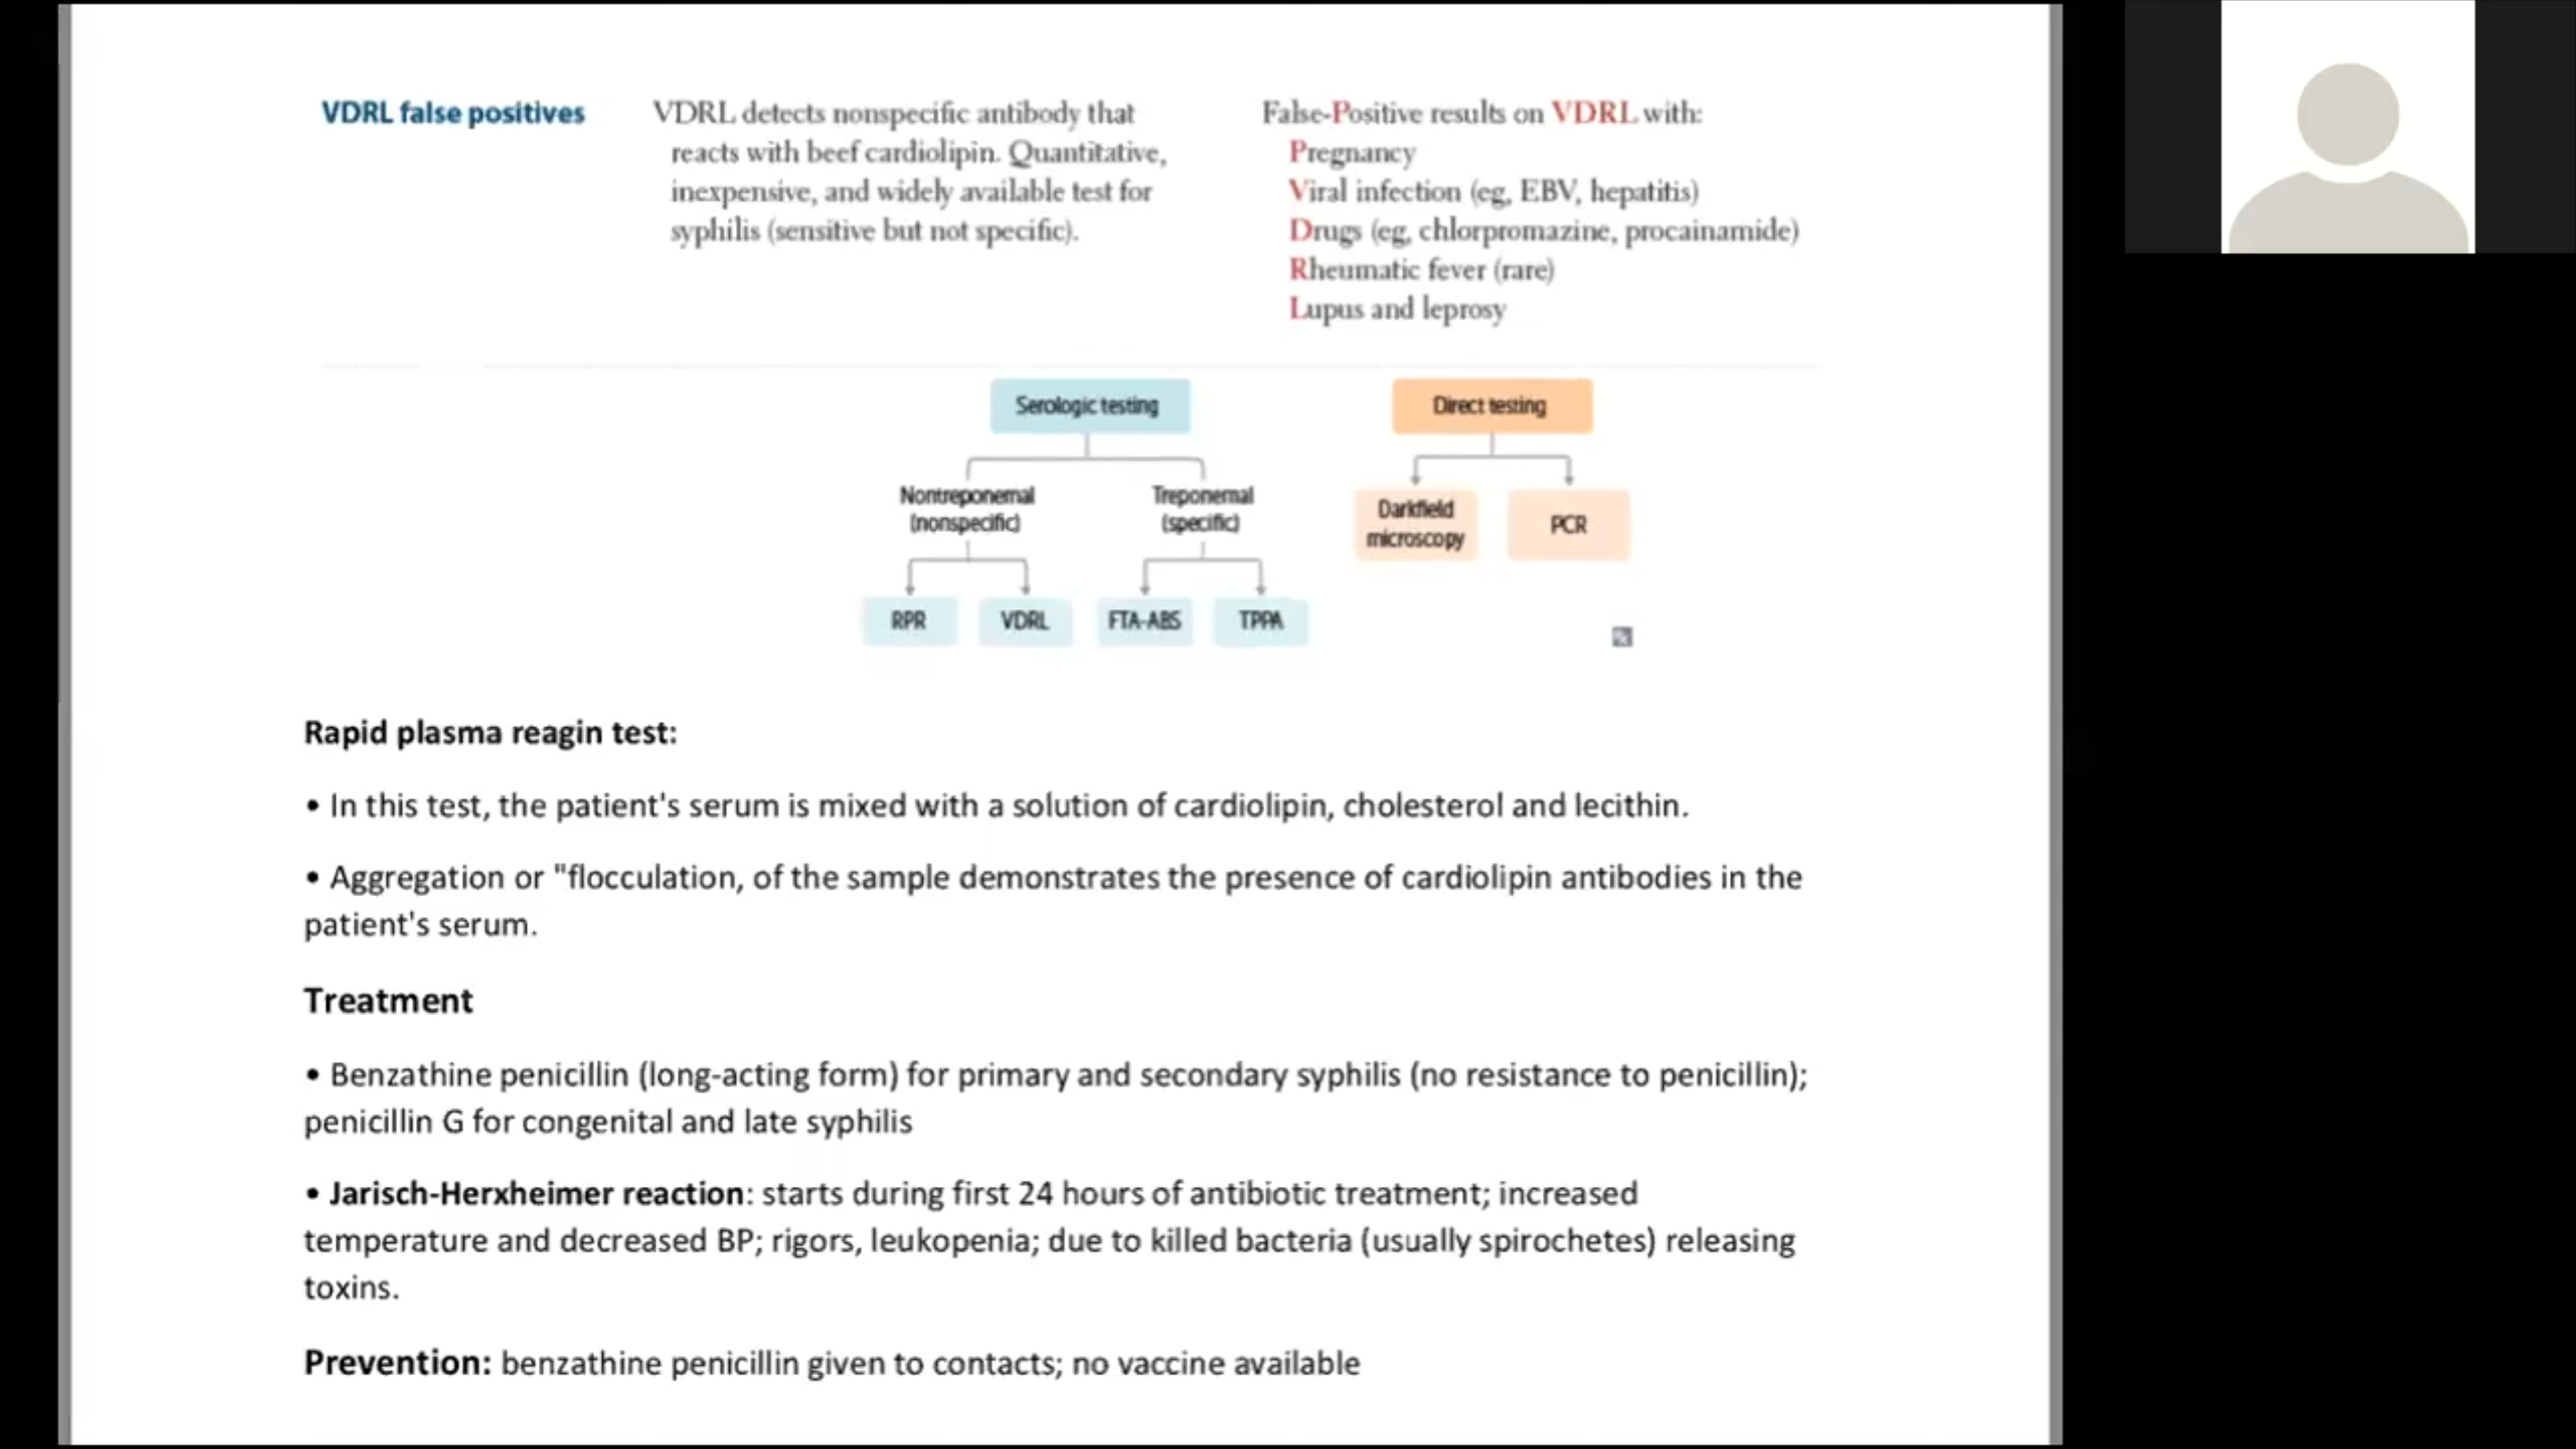 VDRL false positives
VDRL detects nonspecific antibody that
reacts with beef cardiolipin. Quantitative,
inexpensive, and widely available test for
syphilis (sensitive but not specific).
False-Positive results on VDRL with:
Pregnancy
Viral infection (eg, EBV, hepatitis)
Drugs (eg, chlorpromazine, procainamide)
Rheumatic fever (rare)
Lupus and leprosy
Serologic testing
Direct testing
Nontreponemal
(nonspecific)
Treponemal
(specific)
Darkfield
microscopy
PCR
RPR
VDRL
FTA-ABS
TPPA
Rapid plasma reagin test:
• In this test, the patient's serum is mixed with a solution of cardiolipin, cholesterol and lecithin.
• Aggregation or "flocculation, of the sample demonstrates the presence of cardiolipin antibodies in the
patient's serum.
Treatment
• Benzathine penicillin (long-acting form) for primary and secondary syphilis (no resistance to penicillin);
penicillin G for congenital and late syphilis
• Jarisch-Herxheimer reaction: starts during first 24 hours of antibiotic treatment; increased
temperature and decreased BP; rigors, leukopenia; due to killed bacteria (usually spirochetes) releasing
toxins.
Prevention: benzathine penicillin given to contacts; no vaccine available